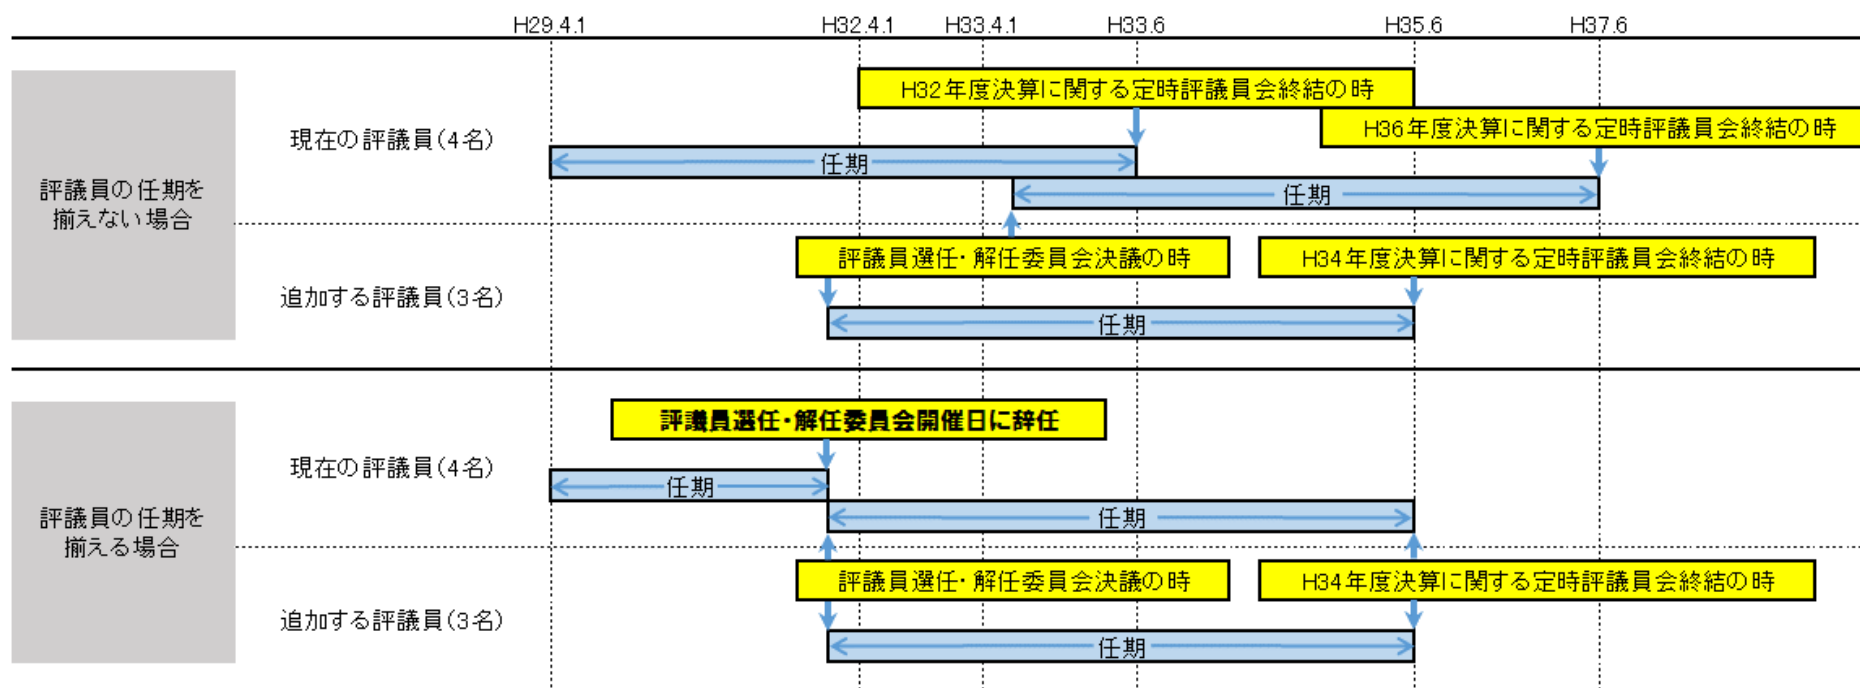 H29.4.1 H32.4.1 H33.4.1 H33.6 H35.6 H37.6
評議員の任期を
揃えない場合
現在の評議員(4名)
H32年度決算に関する定時評議員会終結の時
H36年度決算に関する定時評議員会終結の時
任期
任期
追加する評議員(3名)
評議員選任・解任委員会決議の時
H34年度決算に関する定時評議員会終結の時
任期
評議員の任期を
揃える場合
現在の評議員(4名)
評議員選任・解任委員会開催日に辞任
任期
任期
追加する評議員(3名)
評議員選任・解任委員会決議の時
H34年度決算に関する定時評議員会終結の時
任期